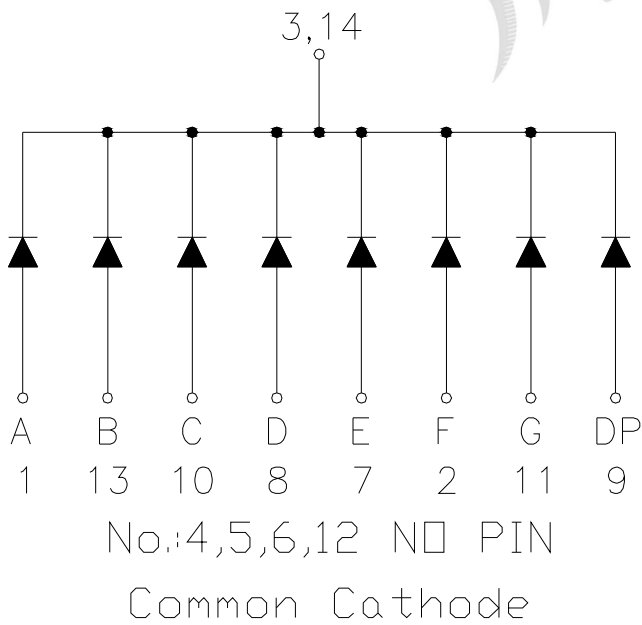 3,14
A B C D E F G DP
1 13 10 8 7 2 11 9
No.:4,5,6,12 NO PIN
Common Cathode